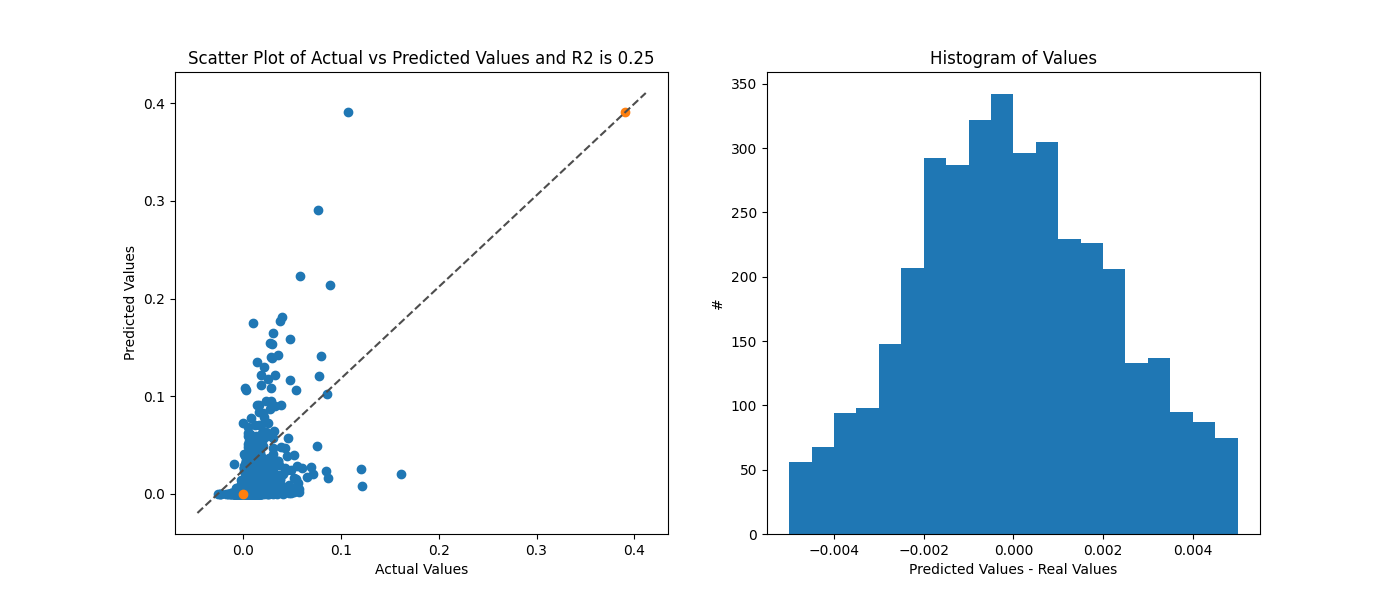 Scatter Plot of Actual vs Predicted Values and R2 is 0.25
0.4
0.3
0.2
0.1
0.0
Predicted Values
0.0 0.1 0.2 0.3 0.4
Actual Values
Histogram of Values
350
300
250
200
150
100
50
0
#
−0.004 −0.002 0.000 0.002 0.004
Predicted Values - Real Values